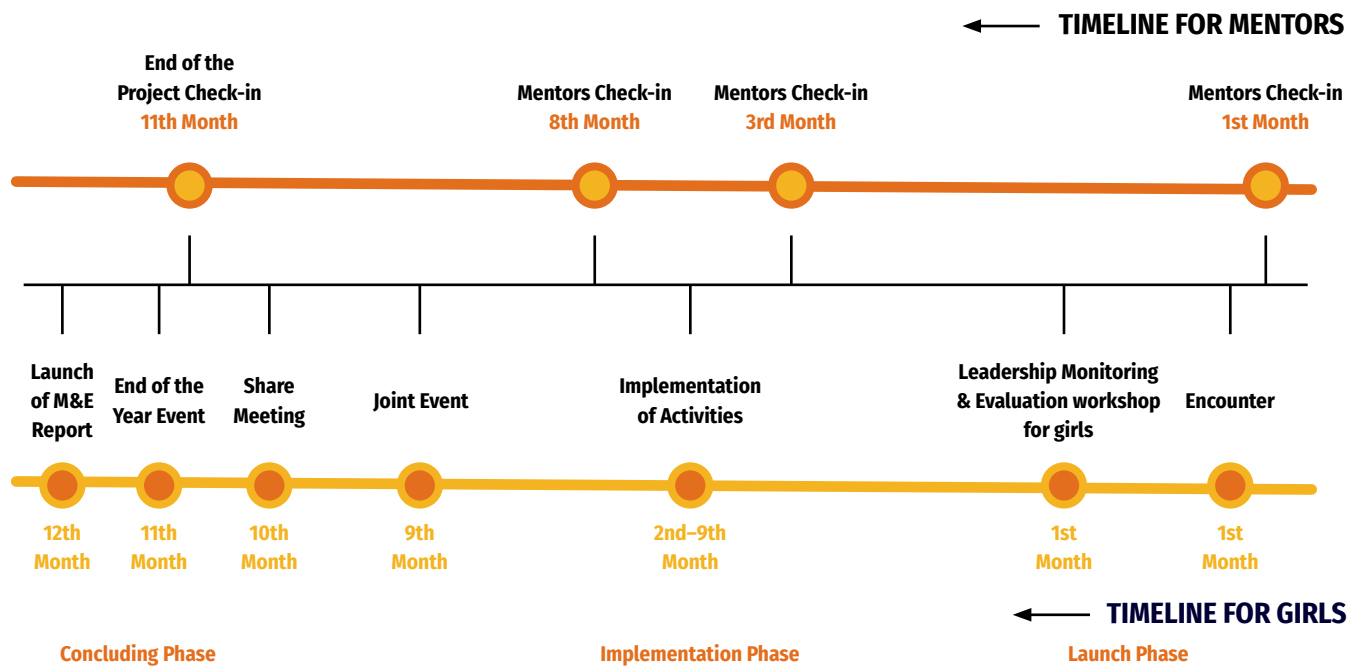 TIMELINE FOR MENTORS
End of the
Project Check-in
11th Month
Mentors Check-in
8th Month
Mentors Check-in
3rd Month
Mentors Check-in
1st Month
Launch
of M&E
Report
End of the
Year Event
Share
Meeting
Joint Event
Implementation
of Activities
Leadership Monitoring
& Evaluation workshop
for girls
Encounter
12th
Month
11th
Month
10th
Month
9th
Month
2nd–9th
Month
1st
Month
1st
Month
TIMELINE FOR GIRLS
Concluding Phase
Implementation Phase
Launch Phase